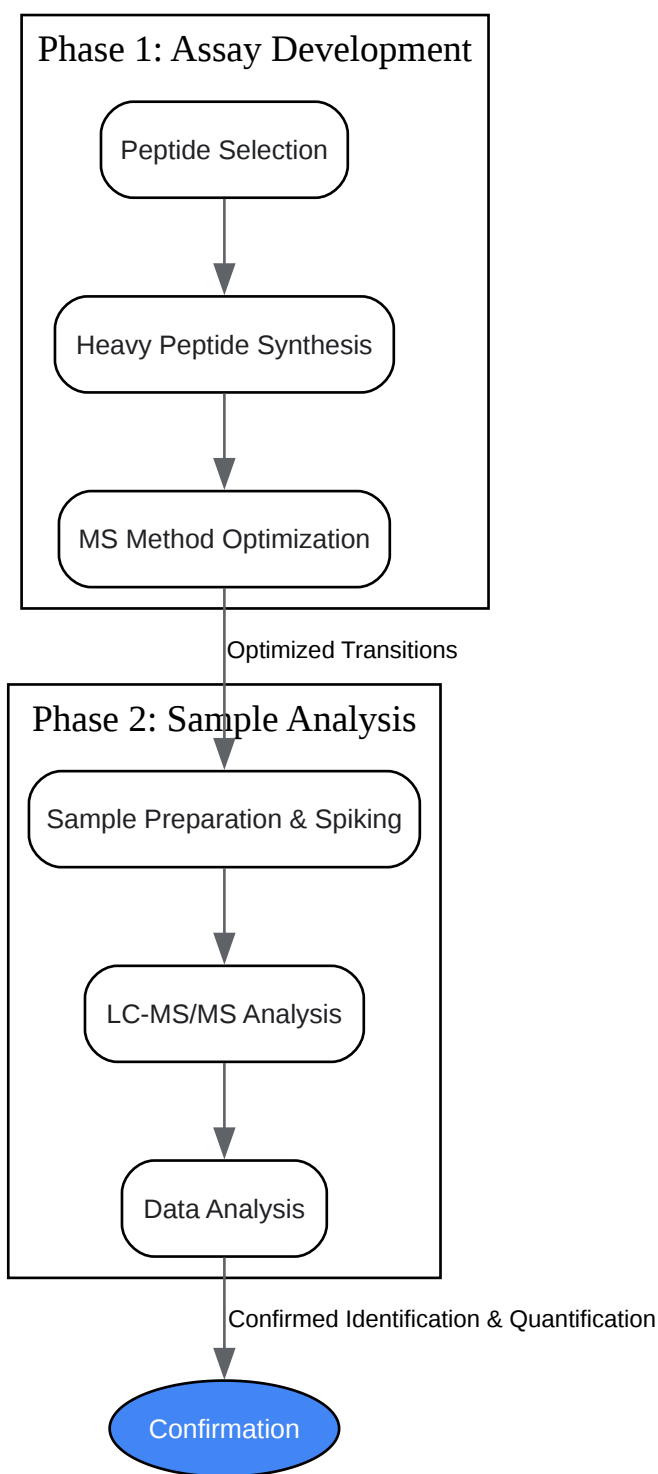 Phase 1: Assay Development
Peptide Selection
Heavy Peptide Synthesis
MS Method Optimization
Optimized Transitions
Phase 2: Sample Analysis
Sample Preparation & Spiking
LC-MS/MS Analysis
Data Analysis
Confirmed Identification & Quantification
Confirmation